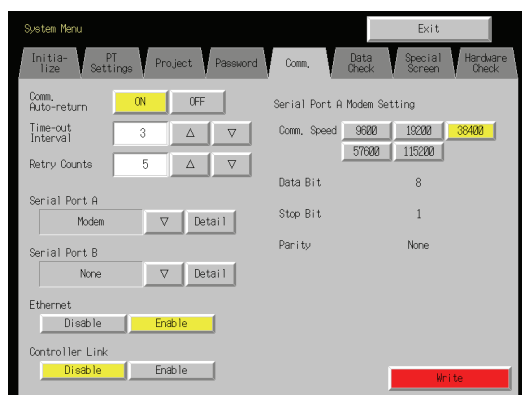 System Menu
Exit
Initia-
lize
PT
Settings
Project
Password
Comm.
Data
Check
Special
Screen
Hardware
Check
Comm.
Auto-return
ON
OFF
Time-out
Interval
3
△
▽
Retry Counts
5
△
▽
Serial Port A
Modem
▽
Detail
Serial Port B
None
▽
Detail
Ethernet
Disable
Enable
Controller Link
Disable
Enable
Serial Port A Modem Setting
Comm. Speed
9600
19200
38400
57600
115200
Data Bit
8
Stop Bit
1
Parity
None
Write